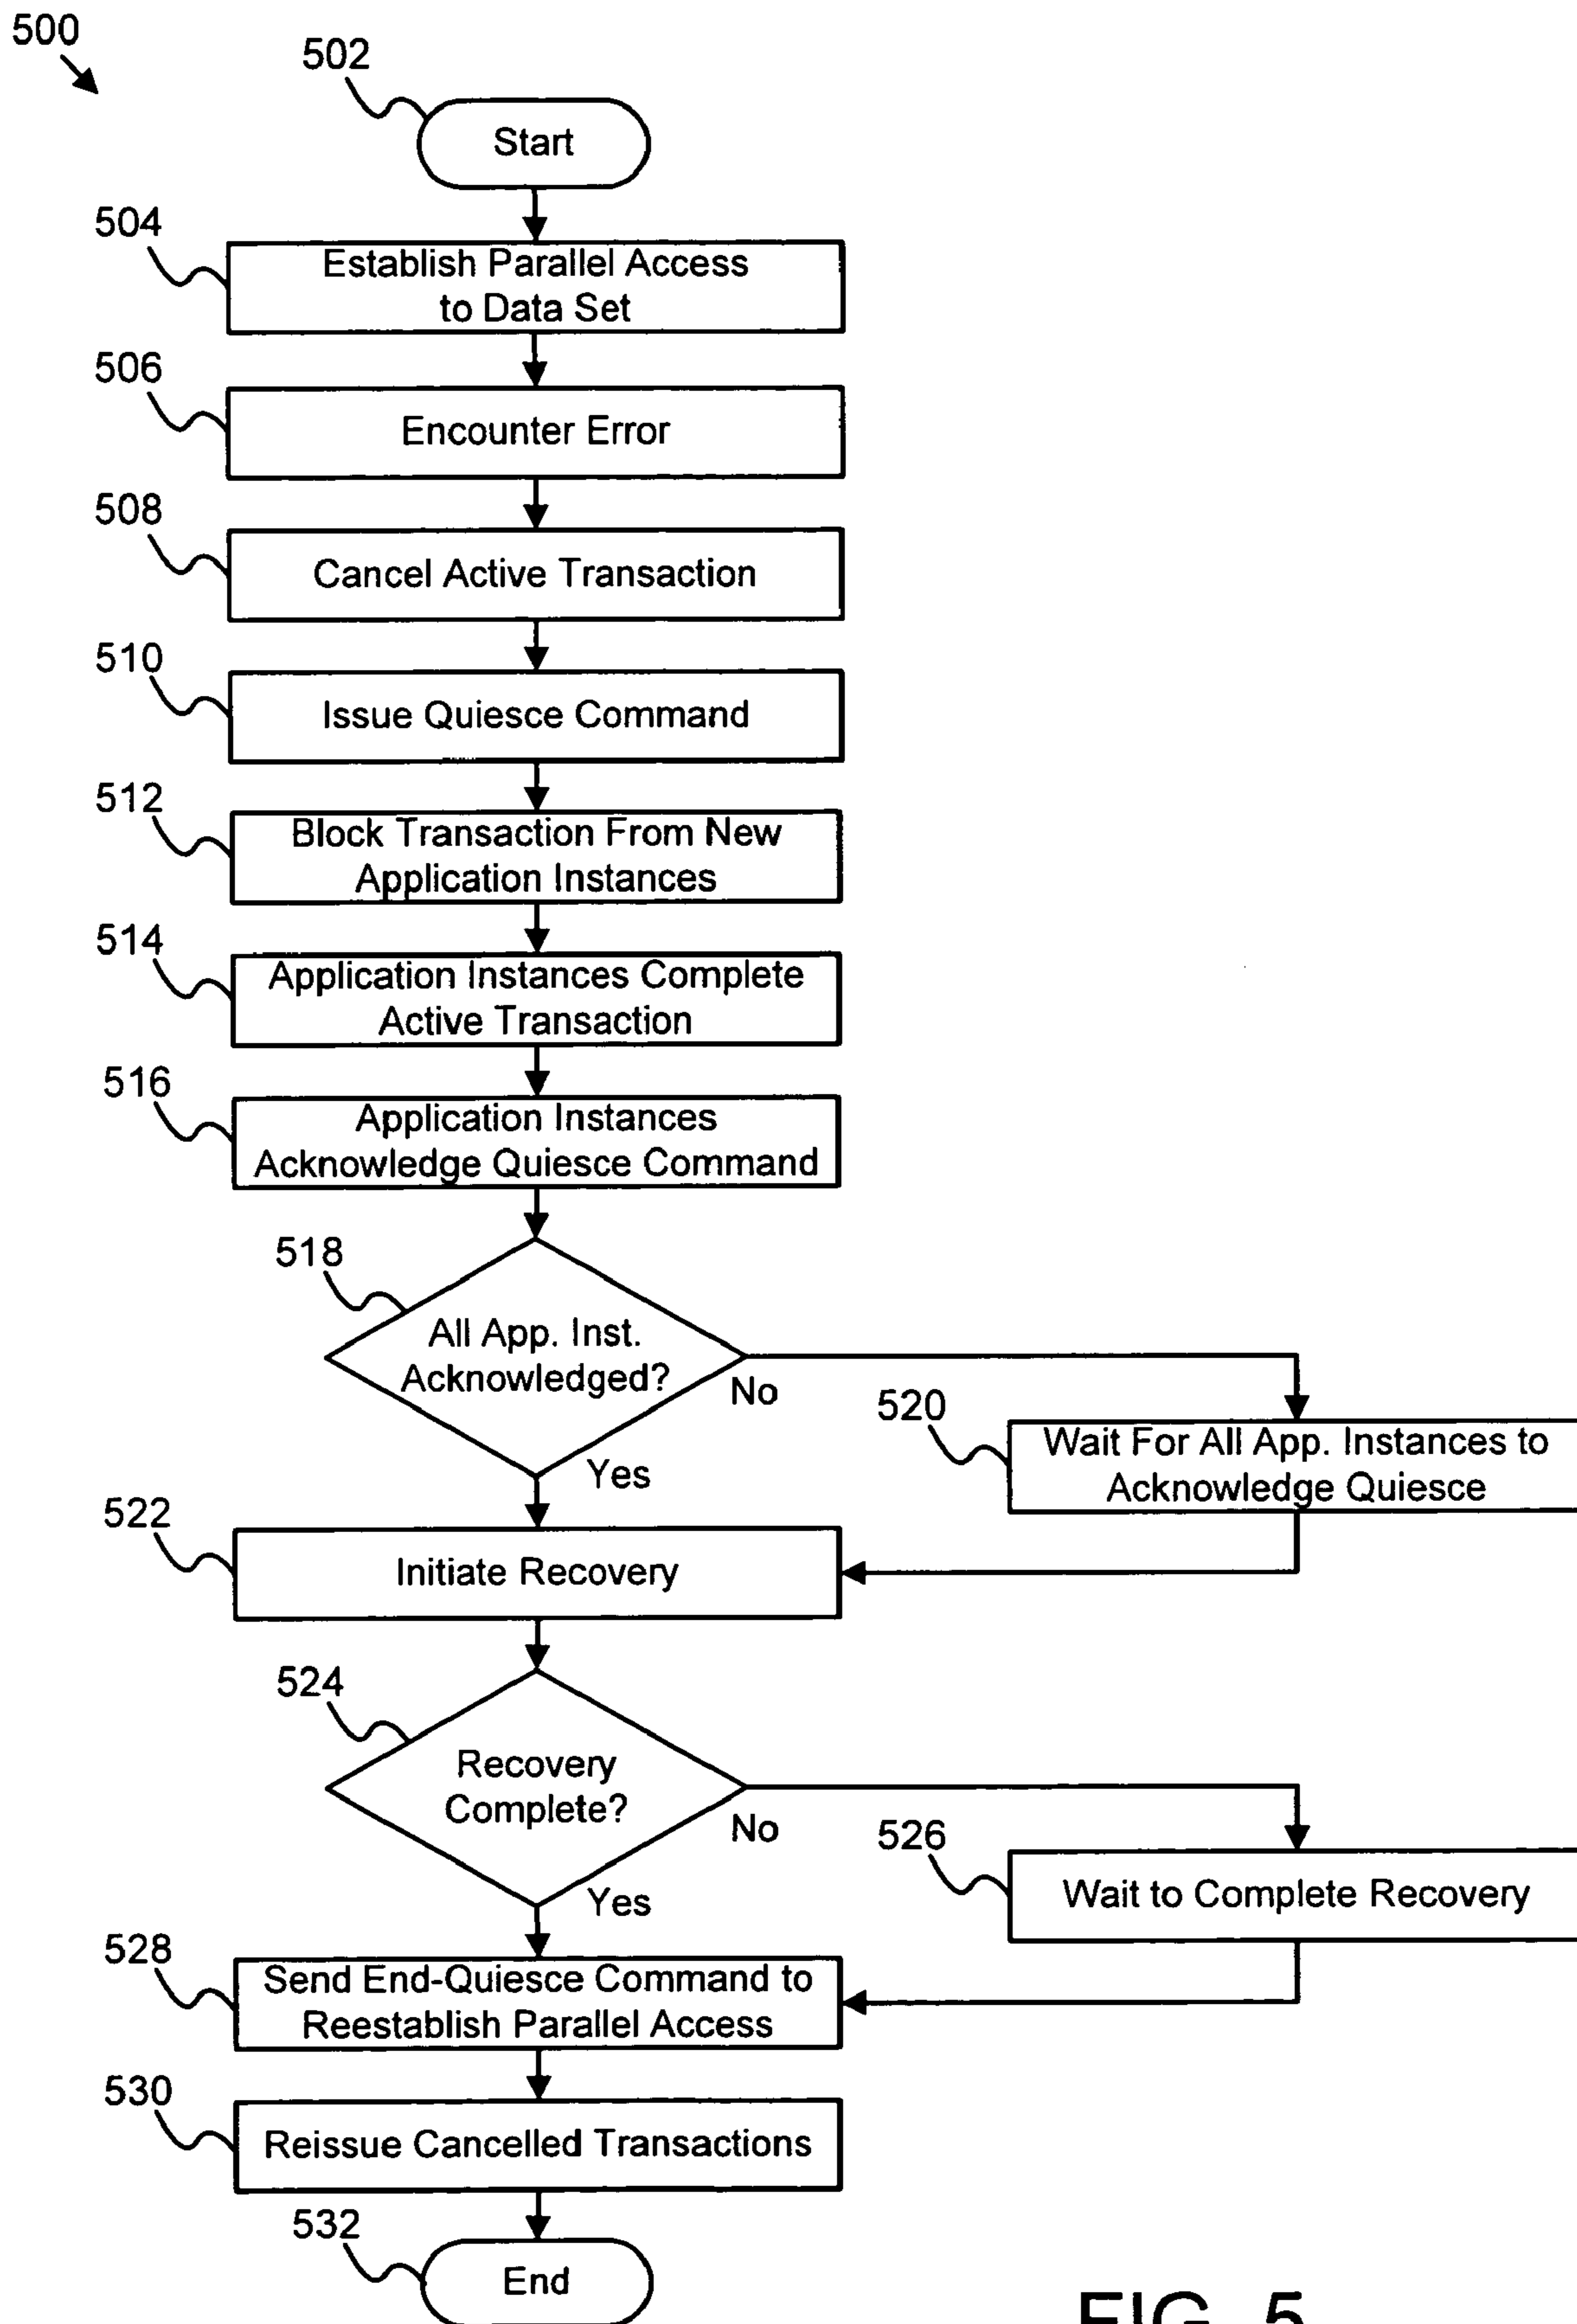 500
502
Start
504
Establish Parallel Access
to Data Set
506
Encounter Error
508
Cancel Active Transaction
510
Issue Quiesce Command
512
Block Transaction From New
Application Instances
514
Application Instances Complete
Active Transaction
516
Application Instances
Acknowledge Quiesce Command
518
All App. Inst.
Acknowledged?
No
Yes
520
Wait For All App. Instances to
Acknowledge Quiesce
522
Initiate Recovery
524
Recovery
Complete?
No
Yes
526
Wait to Complete Recovery
528
Send End-Quiesce Command to
Reestablish Parallel Access
530
Reissue Cancelled Transactions
532
End
FIG. 5